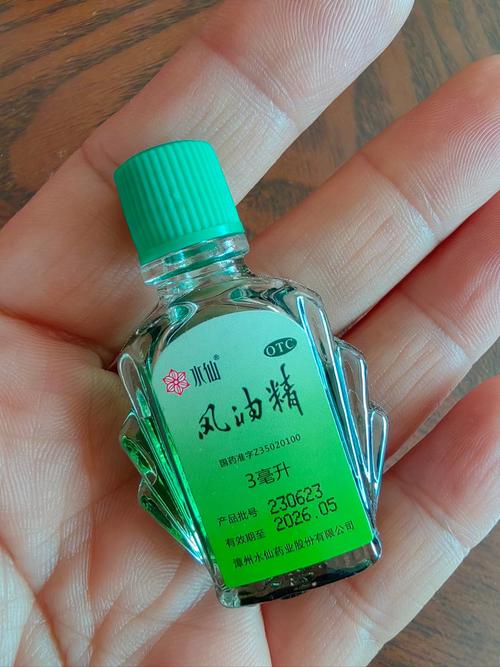 OTC
水仙®
风油精
国药准字Z35020100
3毫升
产品批号 230623
有效期至 2026.05
漳州水仙药业股份有限公司